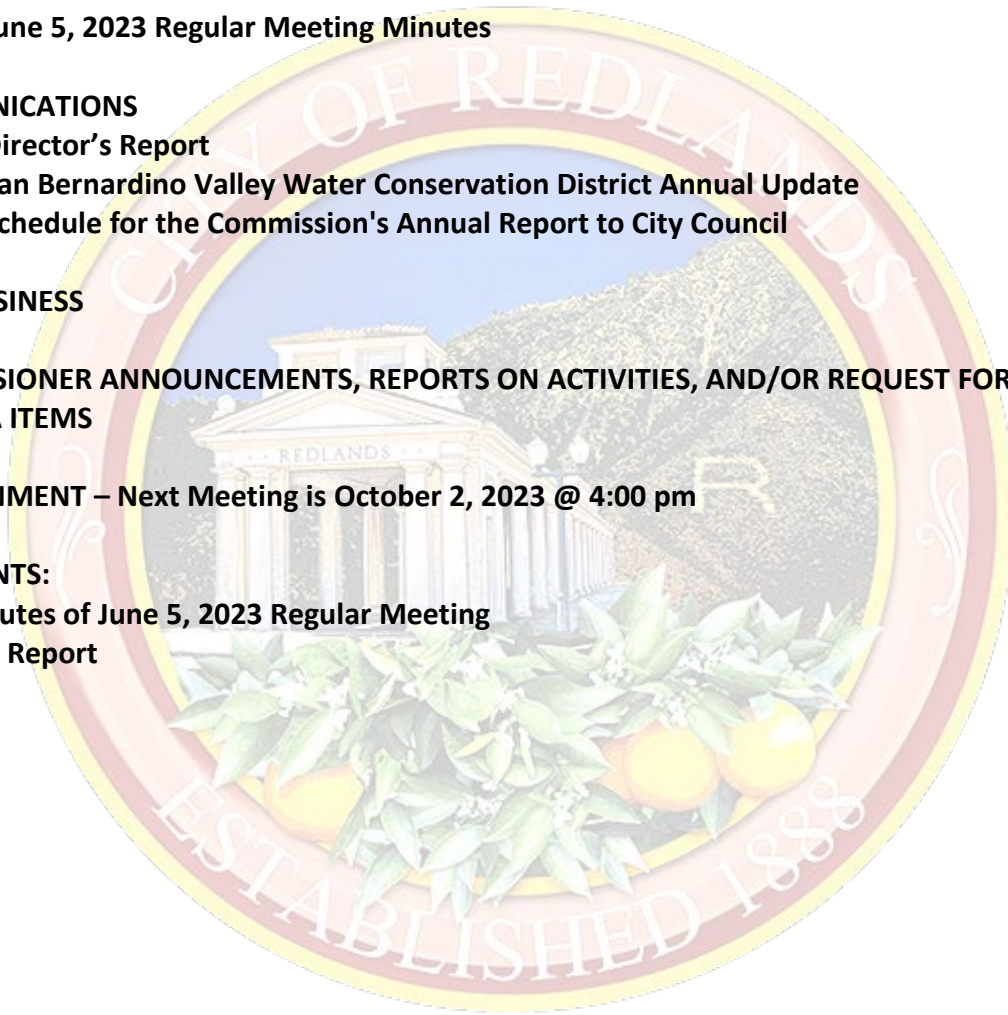 une 5, 2023 Regular Meeting Minutes
NICATIONS
Director's Report
an Bernardino Valley Water Conservation District Annual Update
chedule for the Commission's Annual Report to City Council
SINESS
SIONER ANNOUNCEMENTS, REPORTS ON ACTIVITIES, AND/OR REQUEST FOR
A ITEMS
NMENT – Next Meeting is October 2, 2023 @ 4:00 pm
NTS:
utes of June 5, 2023 Regular Meeting
Report
CITY OF REDLANDS
REDLANDS
R
ESTABLISHED 1888